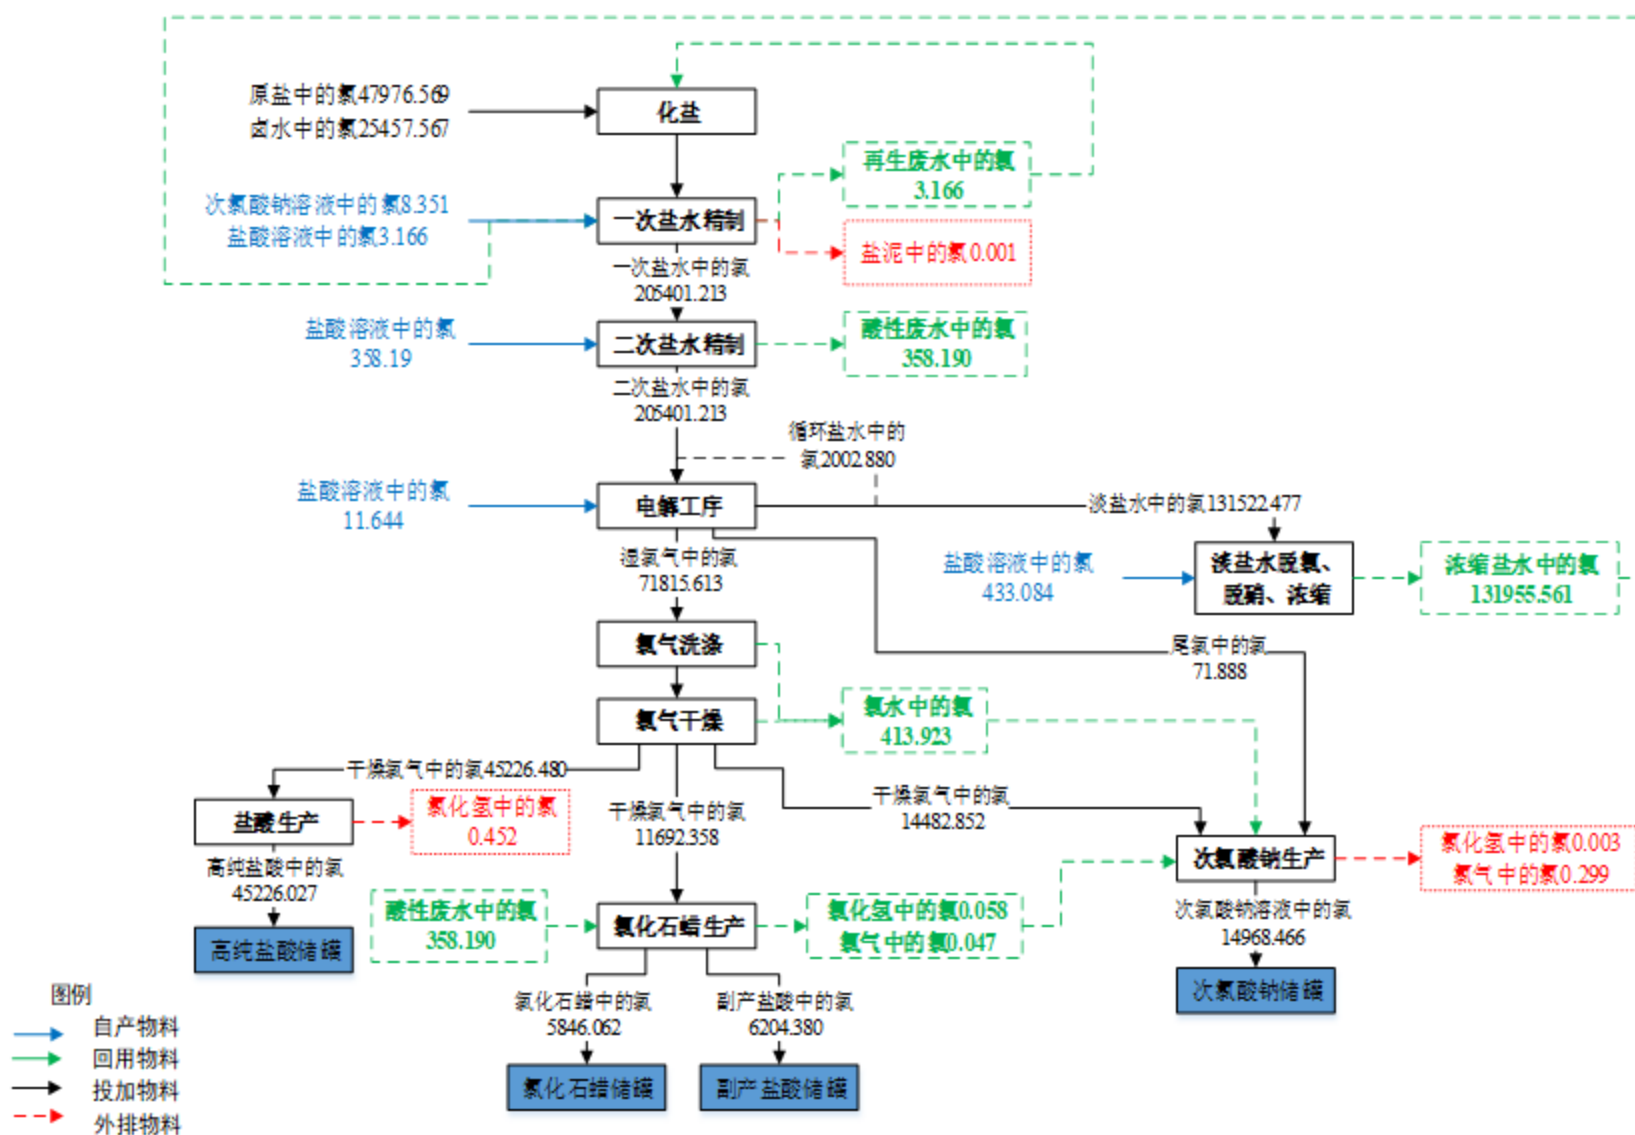 原盐中的氯47976.569
卤水中的氯25457.567
化盐
再生废水中的氯
3.166
次氯酸钠溶液中的氯8.351
盐酸溶液中的氯3.166
一次盐水精制
盐泥中的氯0.001
一次盐水中的氯
205401.213
盐酸溶液中的氯
358.19
二次盐水精制
酸性废水中的氯
358.190
二次盐水中的氯
205401.213
循环盐水中的
氯2002.880
盐酸溶液中的氯
11.644
电解工序
淡盐水中的氯131522.477
湿氯气中的氯
71815.613
盐酸溶液中的氯
433.084
淡盐水脱氯、
脱硝、浓缩
浓缩盐水中的氯
131955.561
氯气洗涤
尾氯中的氯
71.888
氯气干燥
氯水中的氯
413.923
干燥氯气中的氯45226.480
盐酸生产
氯化氢中的氯
0.452
干燥氯气中的氯
11692.358
干燥氯气中的氯
14482.852
次氯酸钠生产
氯化氢中的氯0.003
氯气中的氯0.299
高纯盐酸中的氯
45226.027
酸性废水中的氯
358.190
氯化石蜡生产
氯化氢中的氯0.058
氯气中的氯0.047
次氯酸钠溶液中的氯
14968.466
高纯盐酸储罐
次氯酸钠储罐
氯化石蜡中的氯
5846.062
副产盐酸中的氯
6204.380
氯化石蜡储罐
副产盐酸储罐
图例
自产物料
回用物料
投加物料
外排物料